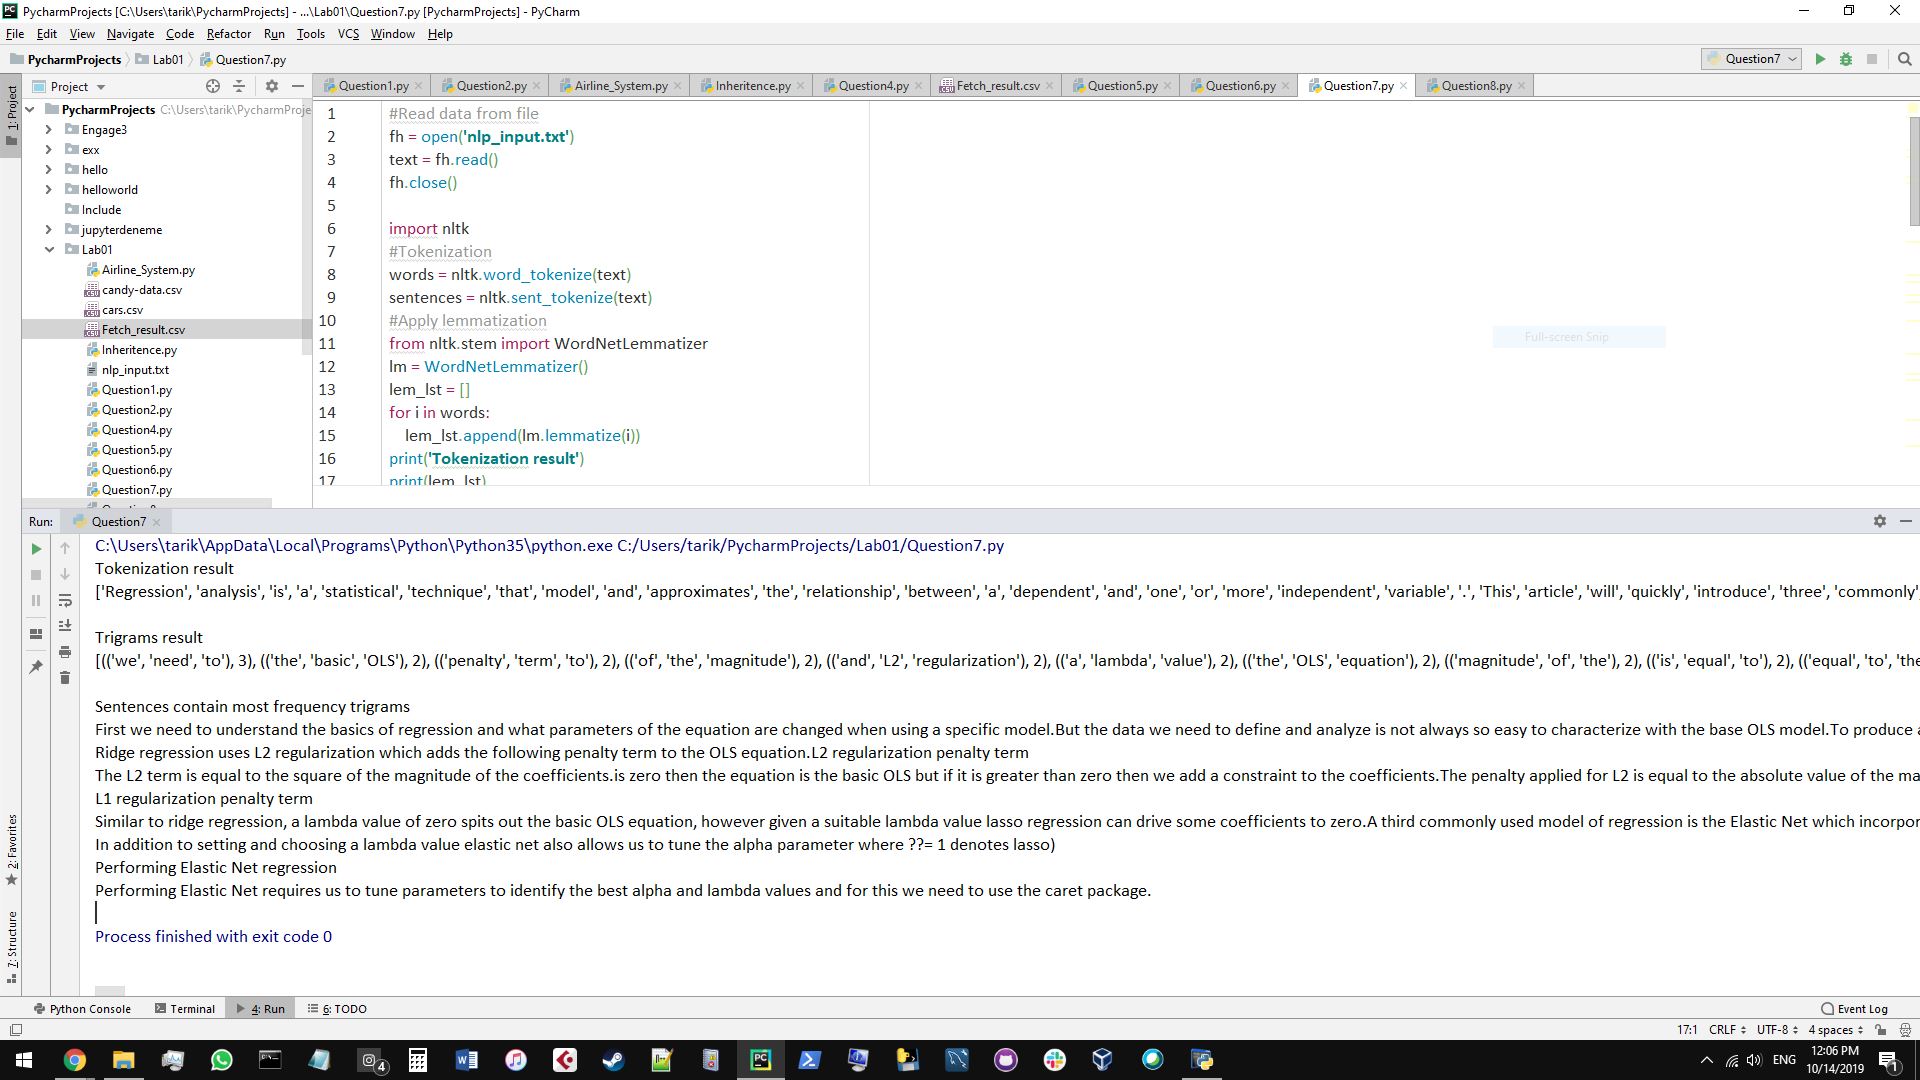 PycharmProjects [C:\Users\tarik\PycharmProjects] - ...\Lab01\Question7.py [PycharmProjects] - PyCharm
File Edit View Navigate Code Refactor Run Tools VCS Window Help
PycharmProjects Lab01 Question7.py Question7
Project Question1.py Question2.py Airline_System.py Inheritence.py Question4.py Fetch_result.csv Question5.py Question6.py Question7.py Question8.py
1: Project
PycharmProjects C:\Users\tarik\PycharmProje
Engage3
exx
hello
helloworld
Include
jupyterdeneme
Lab01
Airline_System.py
candy-data.csv
cars.csv
Fetch_result.csv
Inheritence.py
nlp_input.txt
Question1.py
Question2.py
Question4.py
Question5.py
Question6.py
Question7.py
1 #Read data from file
2 fh = open('nlp_input.txt')
3 text = fh.read()
4 fh.close()
5
6 import nltk
7 #Tokenization
8 words = nltk.word_tokenize(text)
9 sentences = nltk.sent_tokenize(text)
10 #Apply lemmatization
11 from nltk.stem import WordNetLemmatizer
12 lm = WordNetLemmatizer()
13 lem_lst = []
14 for i in words:
15 lem_lst.append(lm.lemmatize(i))
16 print('Tokenization result')
17 print(lem_lst)
Full-screen Snip
Run: Question7
C:\Users\tarik\AppData\Local\Programs\Python\Python35\python.exe C:/Users/tarik/PycharmProjects/Lab01/Question7.py
Tokenization result
['Regression', 'analysis', 'is', 'a', 'statistical', 'technique', 'that', 'model', 'and', 'approximates', 'the', 'relationship', 'between', 'a', 'dependent', 'and', 'one', 'or', 'more', 'independent', 'variable', '.', 'This', 'article', 'will', 'quickly', 'introduce', 'three', 'commonly'
Trigrams result
[(('we', 'need', 'to'), 3), (('the', 'basic', 'OLS'), 2), (('penalty', 'term', 'to'), 2), (('of', 'the', 'magnitude'), 2), (('and', 'L2', 'regularization'), 2), (('a', 'lambda', 'value'), 2), (('the', 'OLS', 'equation'), 2), (('magnitude', 'of', 'the'), 2), (('is', 'equal', 'to'), 2), (('equal', 'to', 'the
Sentences contain most frequency trigrams
First we need to understand the basics of regression and what parameters of the equation are changed when using a specific model.But the data we need to define and analyze is not always so easy to characterize with the base OLS model.To produce a
Ridge regression uses L2 regularization which adds the following penalty term to the OLS equation.L2 regularization penalty term
The L2 term is equal to the square of the magnitude of the coefficients.is zero then the equation is the basic OLS but if it is greater than zero then we add a constraint to the coefficients.The penalty applied for L2 is equal to the absolute value of the ma
L1 regularization penalty term
Similar to ridge regression, a lambda value of zero spits out the basic OLS equation, however given a suitable lambda value lasso regression can drive some coefficients to zero.A third commonly used model of regression is the Elastic Net which incorpor
In addition to setting and choosing a lambda value elastic net also allows us to tune the alpha parameter where ??= 1 denotes lasso)
Performing Elastic Net regression
Performing Elastic Net requires us to tune parameters to identify the best alpha and lambda values and for this we need to use the caret package.
Process finished with exit code 0
2: Favorites
7: Structure
Python Console Terminal 4: Run 6: TODO Event Log
17:1 CRLF UTF-8 4 spaces
4 ENG 12:06 PM 1
10/14/2019